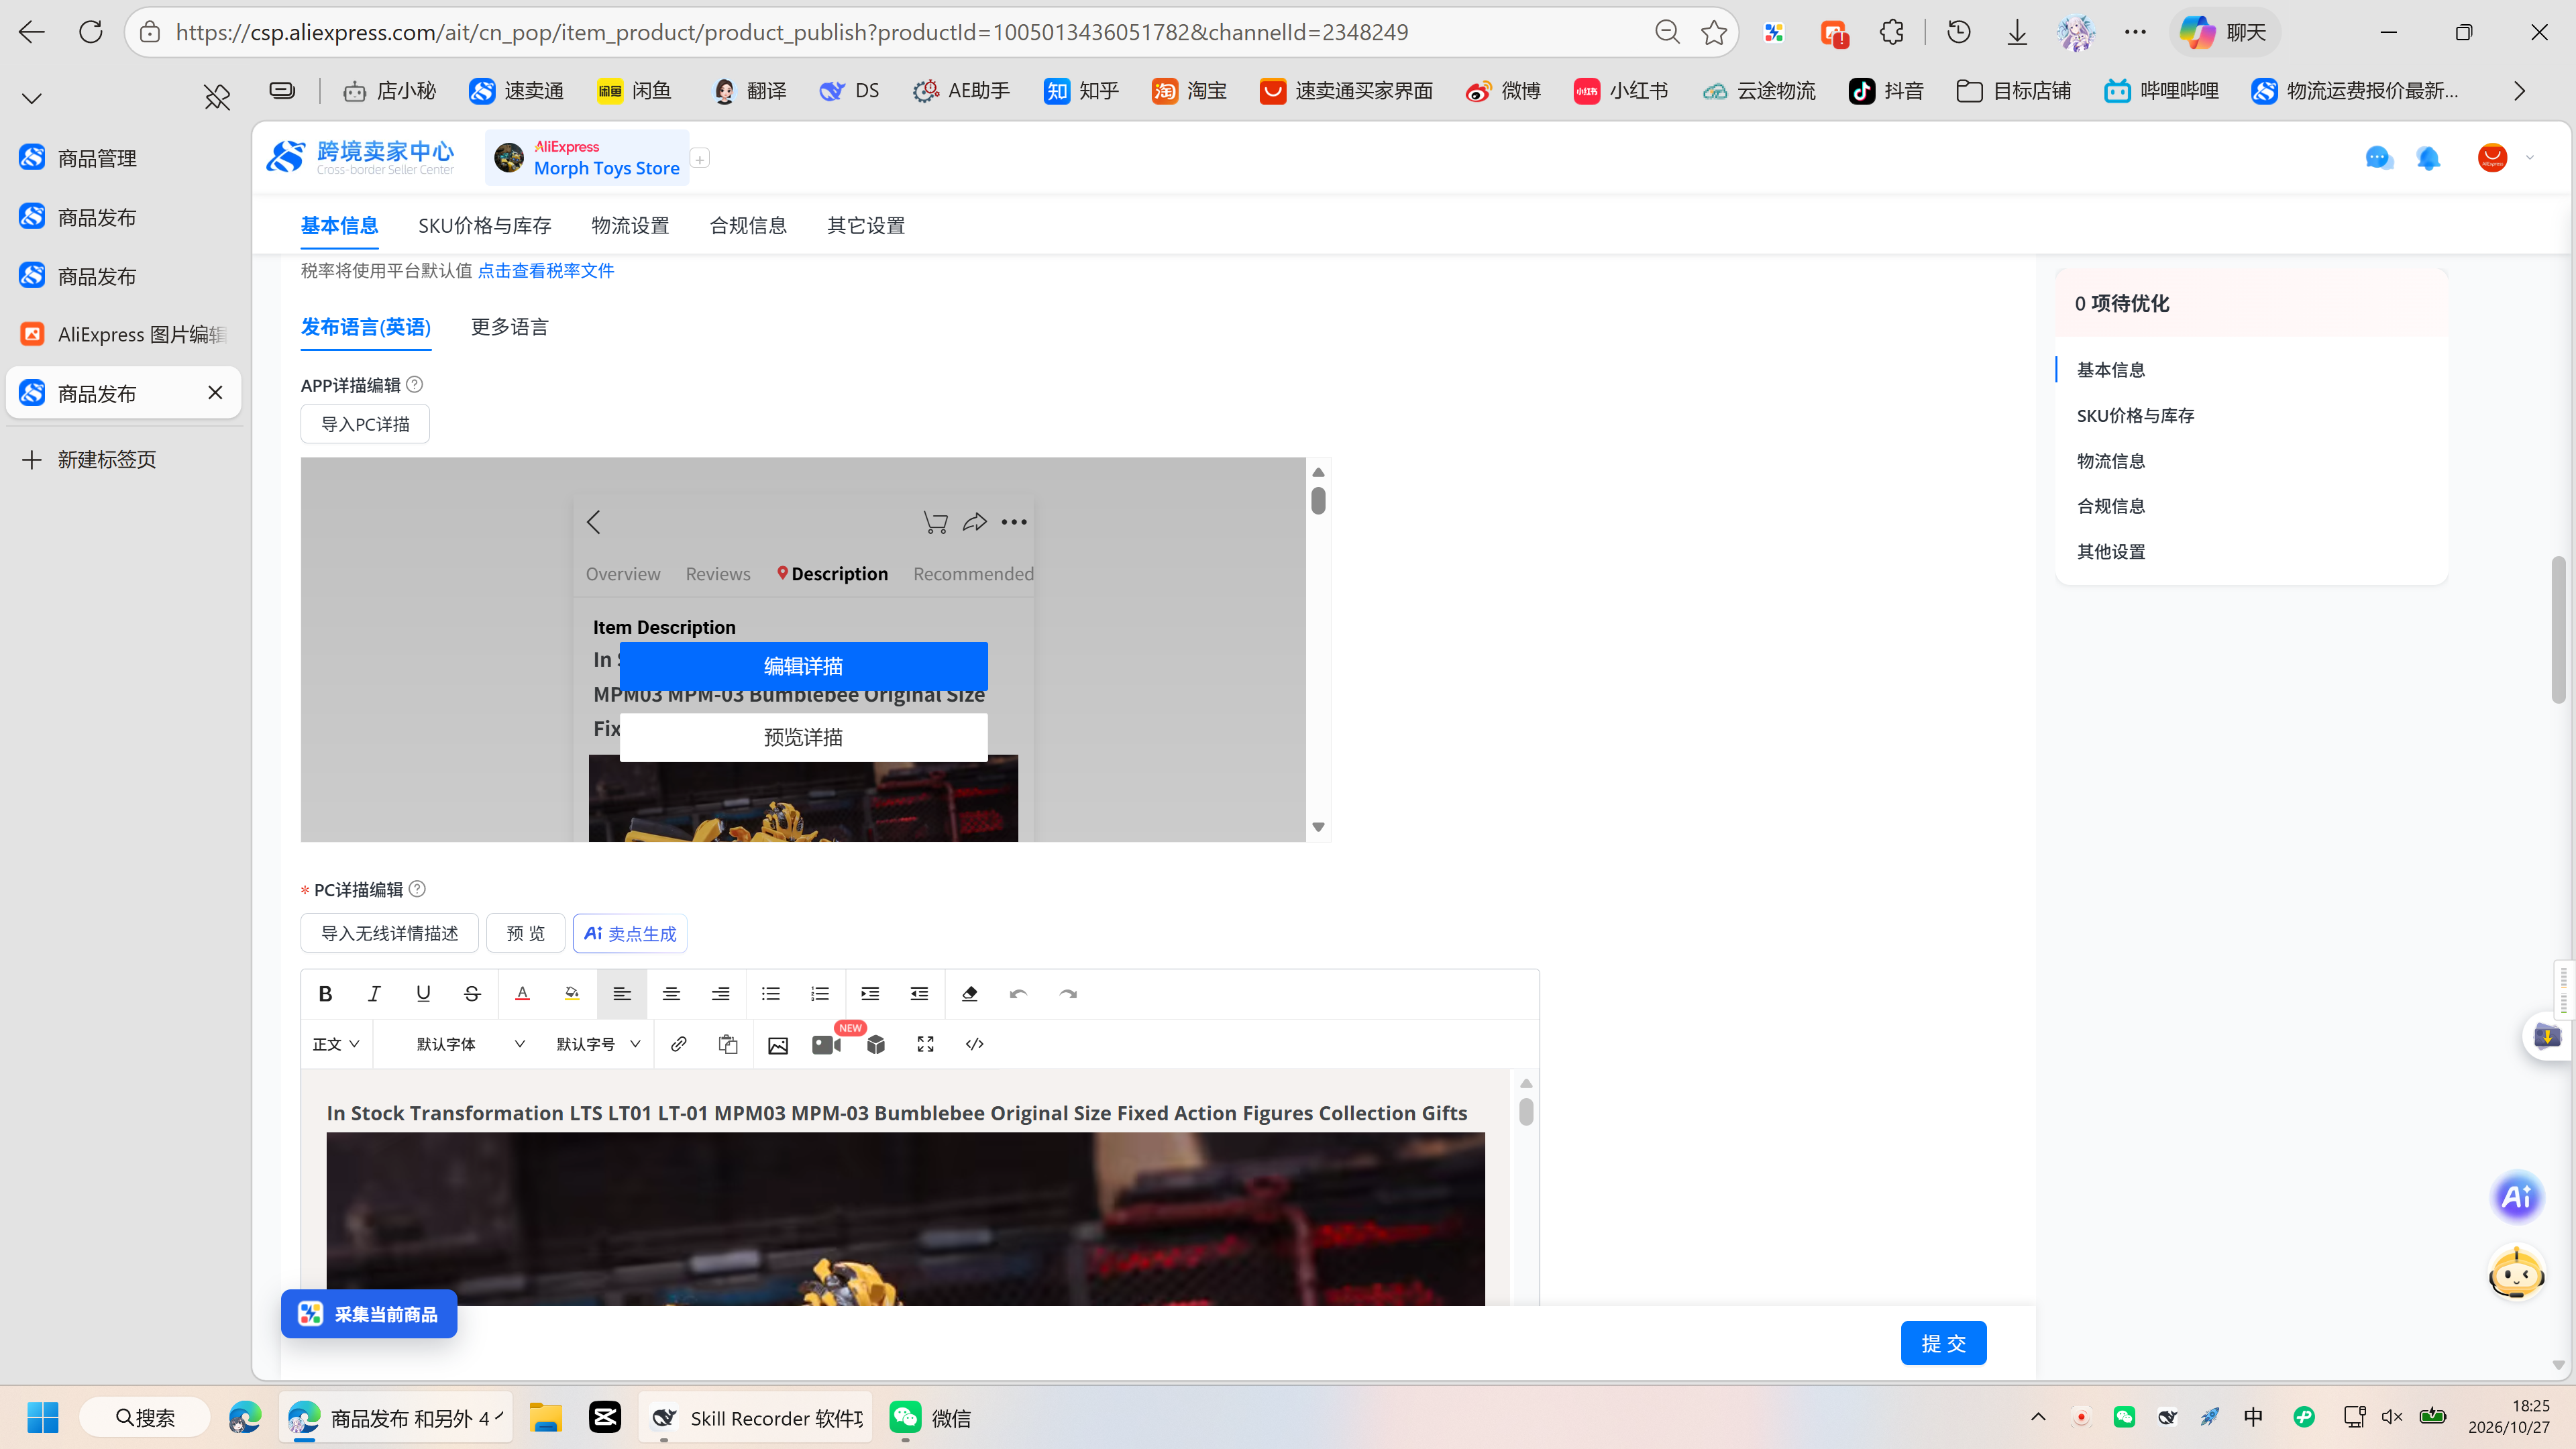 https://csp.aliexpress.com/ait/cn_pop/item_product/product_publish?productId=1005013436051782&channelId=2348249
聊天
店小秘
速卖通
闲鱼
翻译
DS
AE助手
知乎
淘宝
速卖通买家界面
微博
小红书
云途物流
抖音
目标店铺
哔哩哔哩
物流运费报价最新...
商品管理
商品发布
商品发布
AliExpress 图片编辑
商品发布
新建标签页
跨境卖家中心
Cross-border Seller Center
AliExpress
Morph Toys Store
基本信息
SKU价格与库存
物流设置
合规信息
其它设置
税率将使用平台默认值 点击查看税率文件
发布语言(英语)
更多语言
APP详描编辑
导入PC详描
Overview
Reviews
Description
Recommended
Item Description
In S
编辑详描
MPM03 MPM-03 Bumblebee Original Size
Fix
预览详描
* PC详描编辑
导入无线详情描述
预 览
Ai 卖点生成
正文
默认字体
默认字号
NEW
In Stock Transformation LTS LT01 LT-01 MPM03 MPM-03 Bumblebee Original Size Fixed Action Figures Collection Gifts
采集当前商品
提 交
0 项待优化
基本信息
SKU价格与库存
物流信息
合规信息
其他设置
Ai
搜索
商品发布 和另外 4
Skill Recorder 软件
微信
中
18:25
2026/10/27